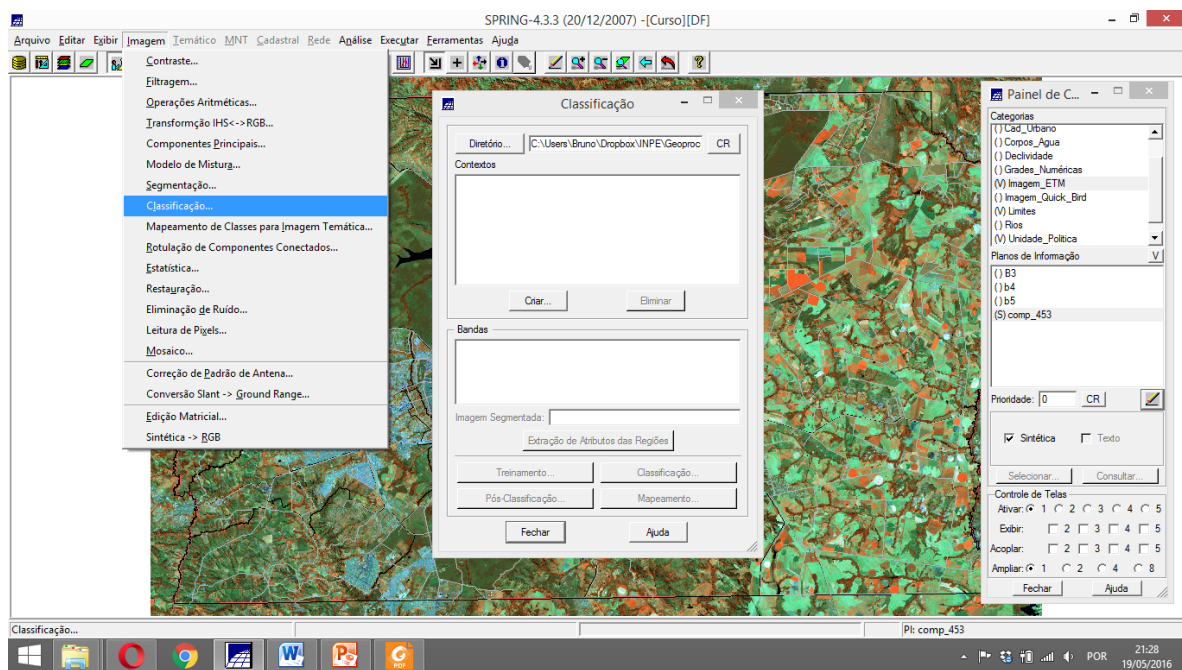 SPRING-4.3.3 (20/12/2007) -[Curso][DF]
Arquivo Editar Exibir Imagem Temático MNT Cadastral Rede Análise Executar Ferramentas Ajuda
Contraste...
Filtragem...
Operações Aritméticas...
Transformção IHS<->RGB...
Componentes Principais...
Modelo de Mistura...
Segmentação...
Classificação...
Mapeamento de Classes para Imagem Temática...
Rotulação de Componentes Conectados...
Estatística...
Restauração...
Eliminação de Ruído...
Leitura de Pixels...
Mosaico...
Correção de Padrão de Antena...
Conversão Slant -> Ground Range...
Edição Matricial...
Sintética -> RGB
Classificação
Diretório... C:\Users\Bruno\Dropbox\INPE\Geoproc CR
Contextos
Criar... Eliminar
Bandas
Imagem Segmentada:
Extração de Atributos das Regiões
Treinamento... Classificação...
Pós-Classificação... Mapeamento...
Fechar Ajuda
Painel de C...
Categorias
( ) Cad_Urbano
( ) Corpos_Agua
( ) Declividade
( ) Grades_Numéricas
(V) Imagem_ETM
( ) Imagem_Quick_Bird
(V) Limites
( ) Rios
(V) Unidade_Politica
Planos de Informação V
( ) B3
( ) b4
( ) b5
(S) comp_453
Prioridade: 0 CR
Sintética Texto
Selecionar... Consultar...
Controle de Telas
Ativar: 1 2 3 4 5
Exibir: 2 3 4 5
Acoplar: 2 3 4 5
Ampliar: 1 2 4 8
Fechar Ajuda
Classificação...
PI: comp_453
POR
21:28
19/05/2016